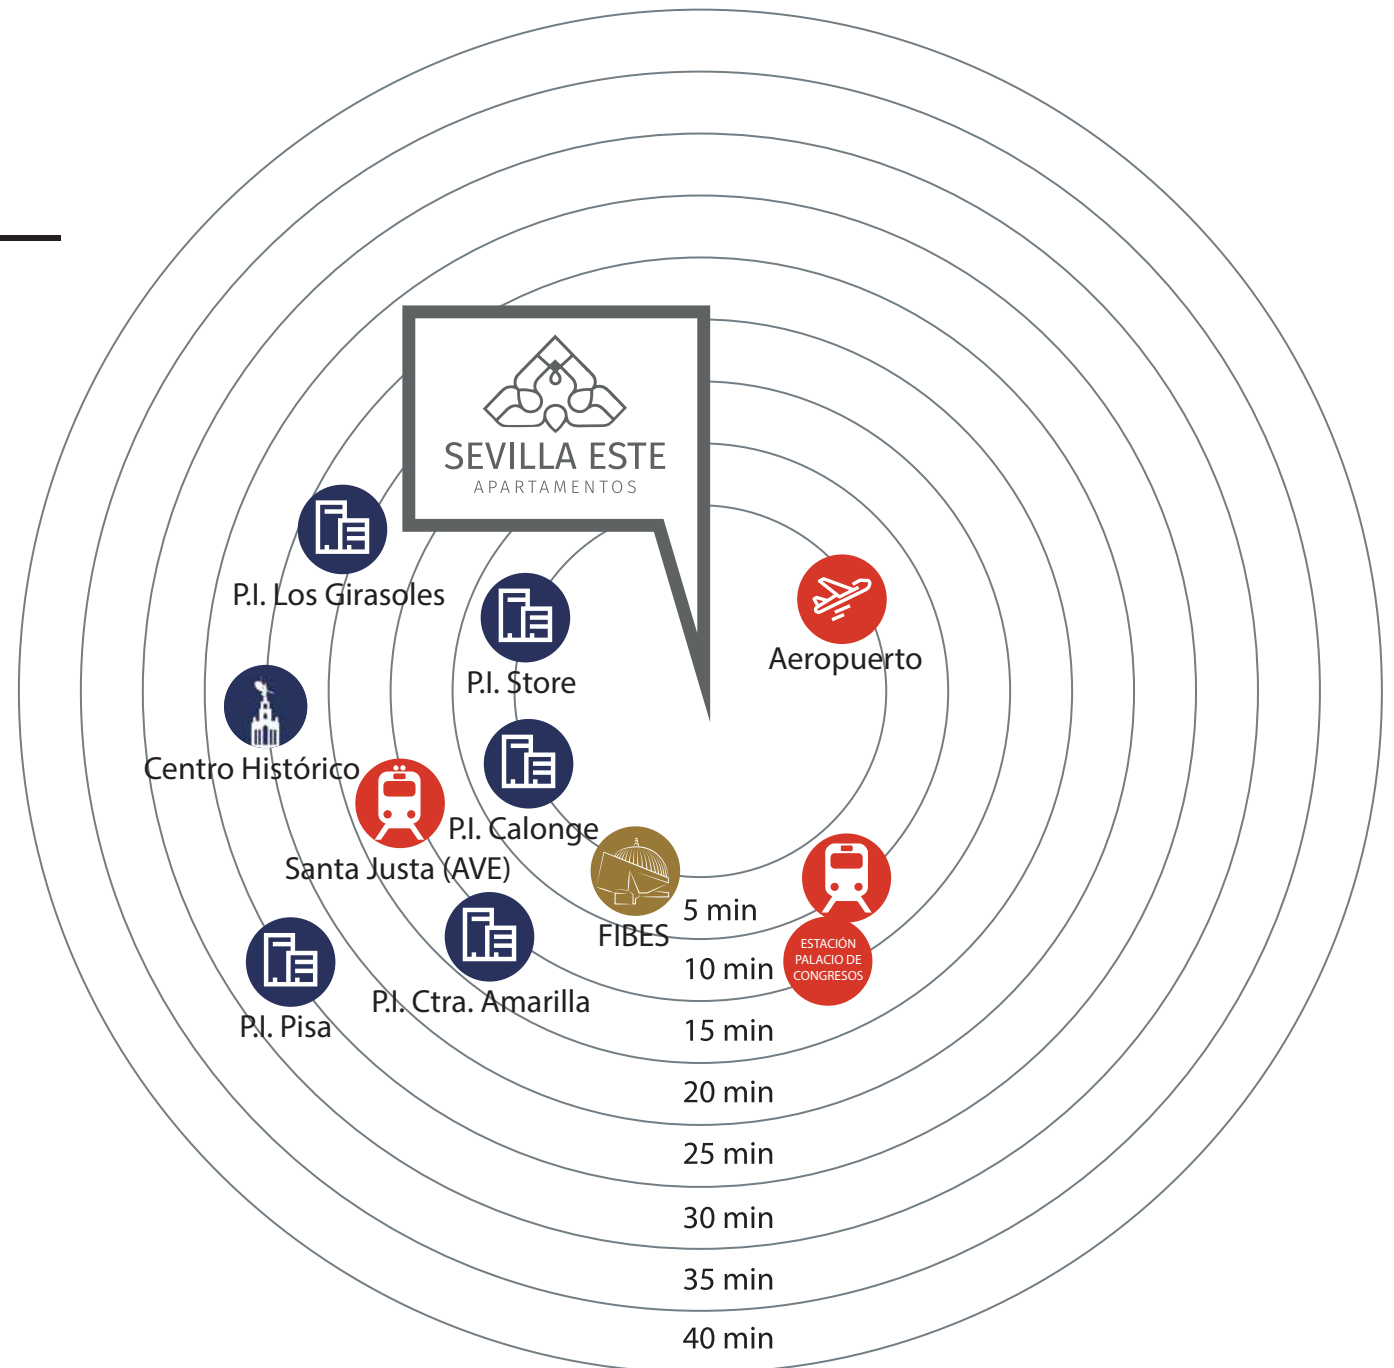 SEVILLA ESTE
APARTAMENTOS
P.I. Los Girasoles
P.I. Store
Aeropuerto
Centro Histórico
P.I. Calonge
Santa Justa (AVE)
FIBES
P.I. Ctra. Amarilla
P.I. Pisa
ESTACIÓN
PALACIO DE
CONGRESOS
5 min
10 min
15 min
20 min
25 min
30 min
35 min
40 min